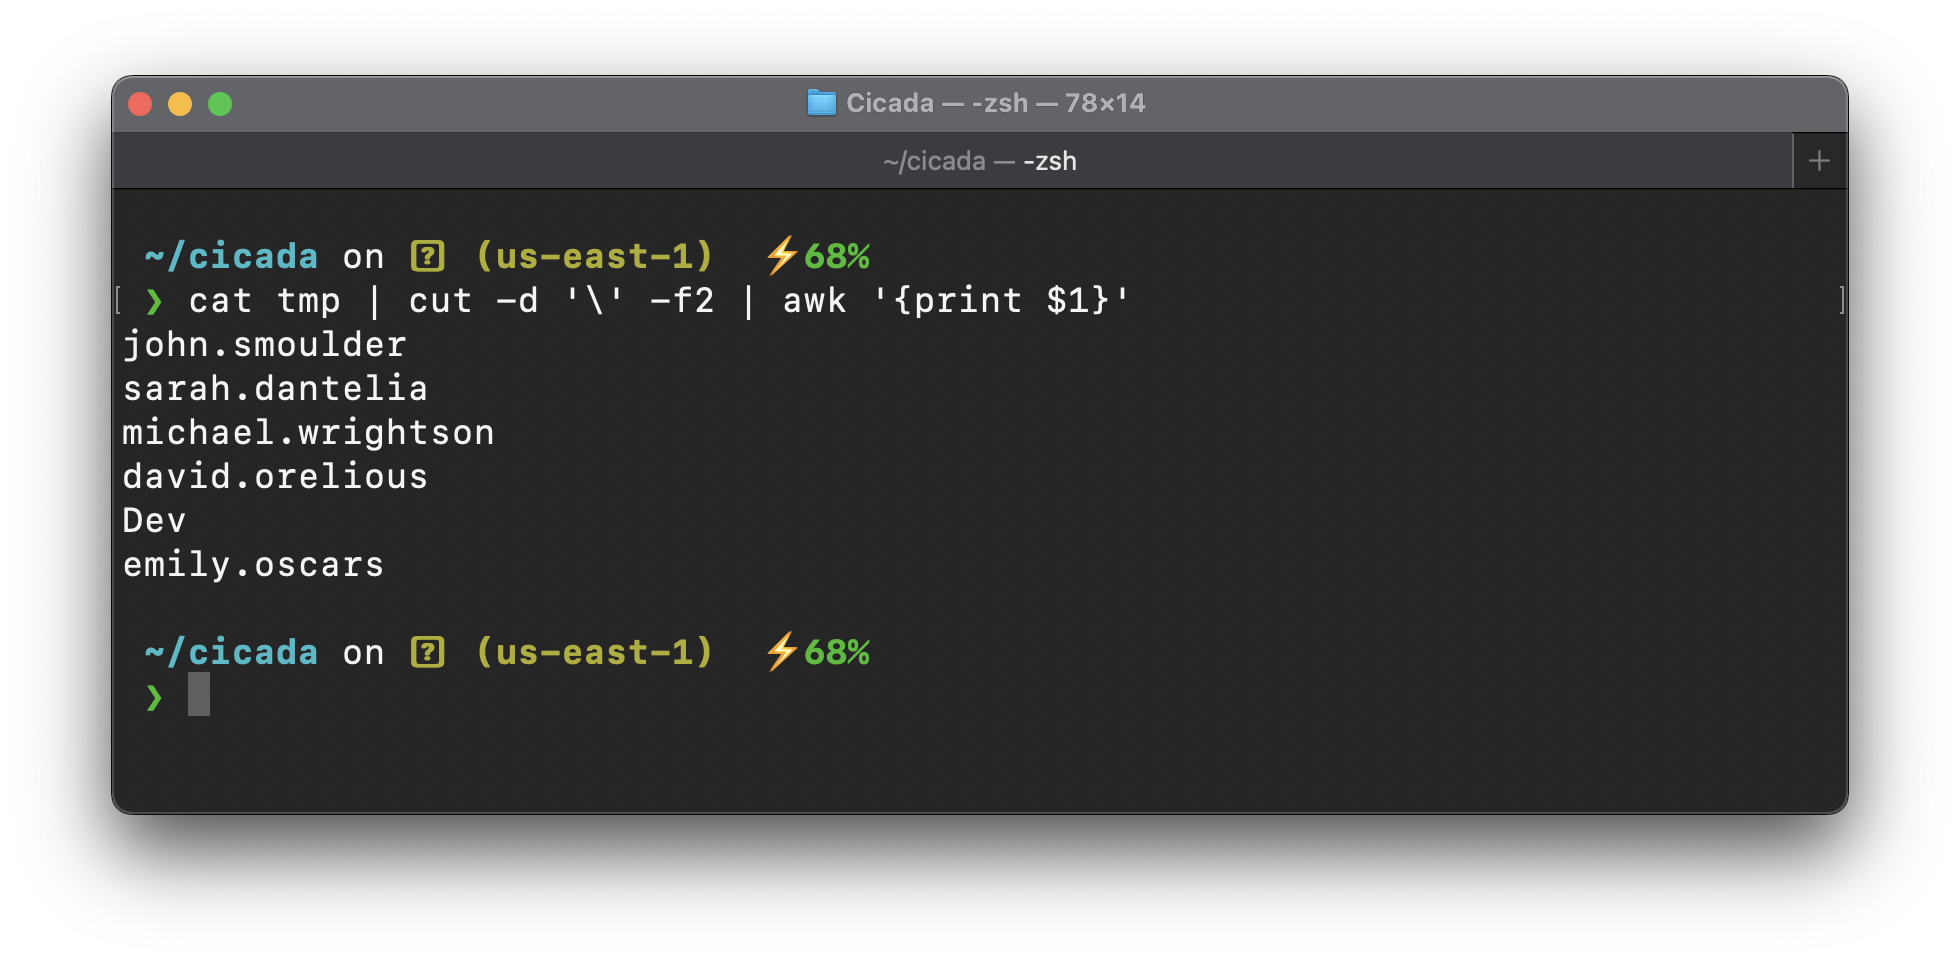 Cicada — -zsh — 78×14
~/cicada — -zsh
+
~/cicada on ? (us-east-1) ⚡68%
[ ❯ cat tmp | cut -d '\' -f2 | awk '{print $1}' ]
john.smoulder
sarah.dantelia
michael.wrightson
david.orelious
Dev
emily.oscars
~/cicada on ? (us-east-1) ⚡68%
❯